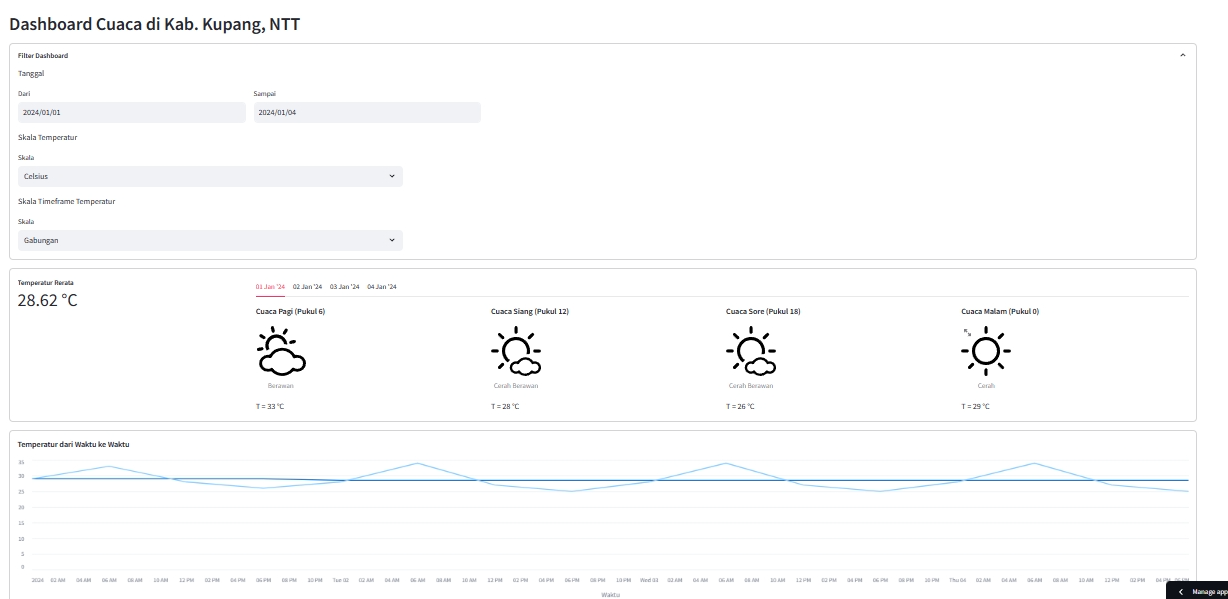 Dashboard Cuaca di Kab. Kupang, NTT
Filter Dashboard
Tanggal
Dari Sampai
2024/01/01 2024/01/04
Skala Temperatur
Skala
Celsius
Skala Timeframe Temperatur
Skala
Gabungan
Temperatur Rerata
28.62 °C
01 Jan '24 02 Jan '24 03 Jan '24 04 Jan '24
Cuaca Pagi (Pukul 6) Cuaca Siang (Pukul 12) Cuaca Sore (Pukul 18) Cuaca Malam (Pukul 0)
Berawan Cerah Berawan Cerah Berawan Cerah
T = 33 °C T = 28 °C T = 26 °C T = 29 °C
Temperatur dari Waktu ke Waktu
35
30
25
20
15
10
5
0
2024 02 AM 04 AM 06 AM 08 AM 10 AM 12 PM 02 PM 04 PM 06 PM 08 PM 10 PM Tue 02 02 AM 04 AM 06 AM 08 AM 10 AM 12 PM 02 PM 04 PM 06 PM 08 PM 10 PM Wed 03 02 AM 04 AM 06 AM 08 AM 10 AM 12 PM 02 PM 04 PM 06 PM 08 PM 10 PM Thu 04 02 AM 04 AM 06 AM 08 AM 10 AM 12 PM 02 PM 04 PM 06 PM
Waktu
Manage app